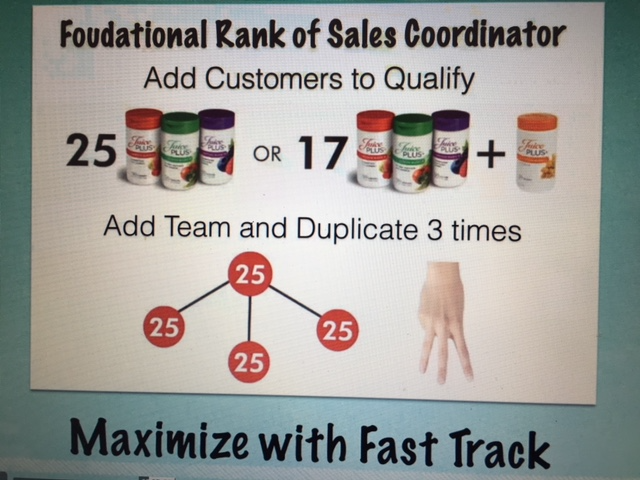 Foudational Rank of Sales Coordinator
Add Customers to Qualify
25 Juice PLUS+ Juice PLUS+ Juice PLUS+ OR 17 Juice PLUS+ Juice PLUS+ Juice PLUS+ + Juice PLUS+
Add Team and Duplicate 3 times
25
25 25
25
Maximize with Fast Track